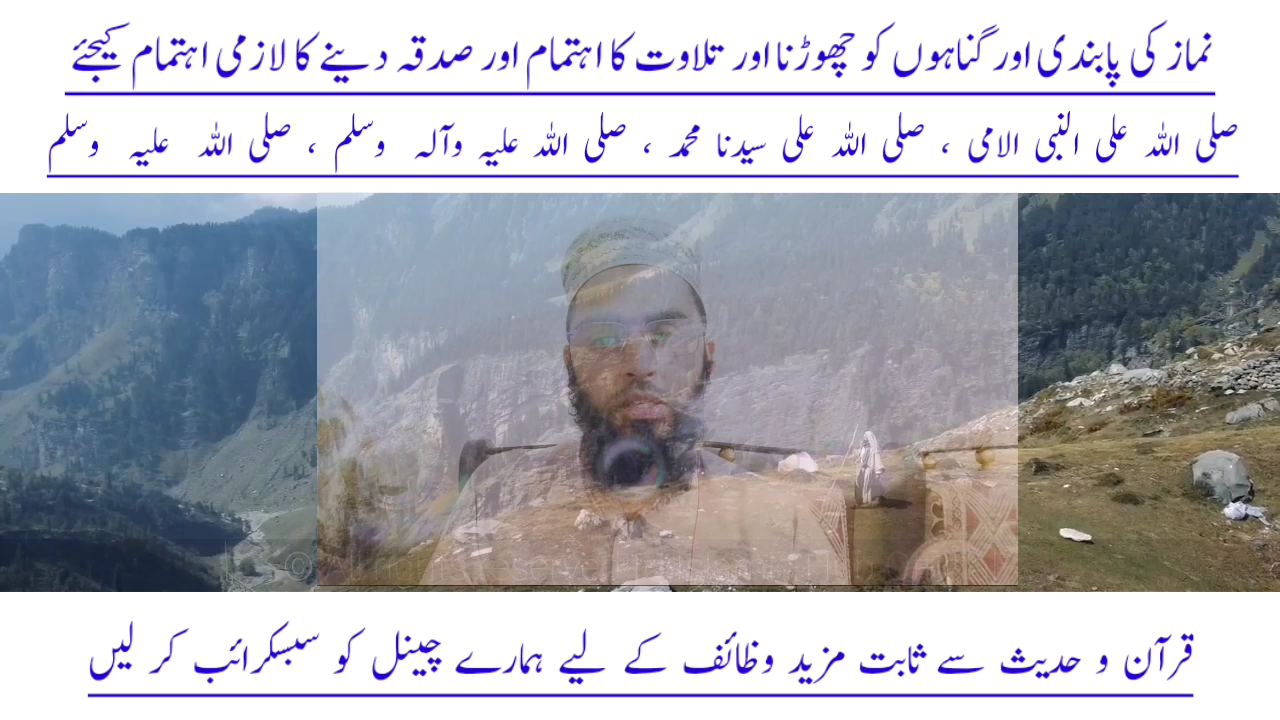 نماز کی پابندی اور گناہوں کو چھوڑنا اور تلاوت کا اہتمام اور صدقہ دینے کا لازمی اہتمام کیجئے
صلی اللہ علی النبی الامی ، صلی اللہ علی سیدنا محمد ، صلی اللہ علیہ وآلہ وسلم ، صلی اللہ علیہ وسلم
قرآن و حدیث سے ثابت مزید وظائف کے لیے ہمارے چینل کو سبسکرائب کر لیں